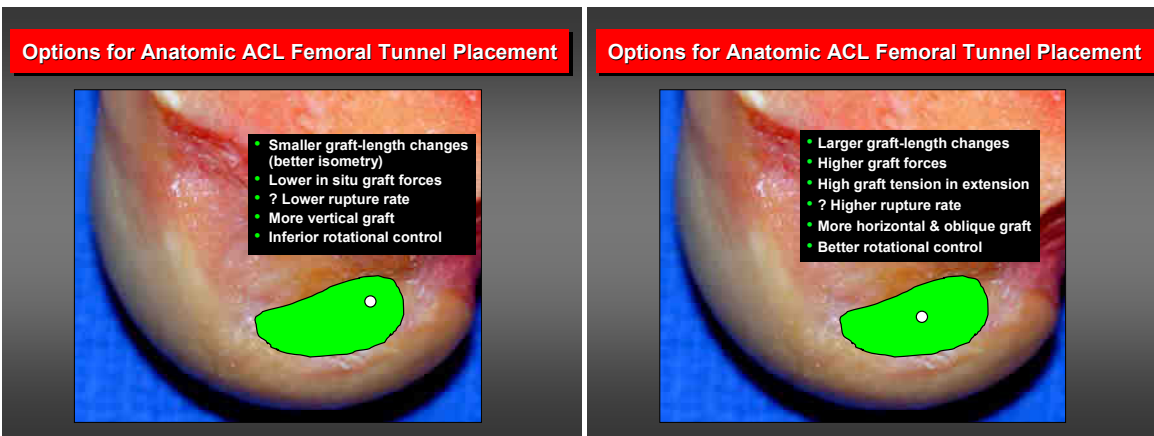 Options for Anatomic ACL Femoral Tunnel Placement
• Smaller graft-length changes
(better isometry)
• Lower in situ graft forces
• ? Lower rupture rate
• More vertical graft
• Inferior rotational control
Options for Anatomic ACL Femoral Tunnel Placement
• Larger graft-length changes
• Higher graft forces
• High graft tension in extension
• ? Higher rupture rate
• More horizontal & oblique graft
• Better rotational control